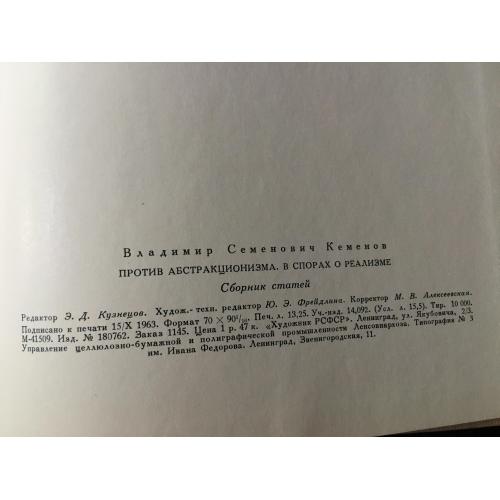 Владимир Семенович Кеменов
ПРОТИВ АБСТРАКЦИОНИЗМА. В СПОРАХ О РЕАЛИЗМЕ
Сборник статей
Редактор Э. Д. Кузнецов. Худож.-техн. редактор Ю. Э. Фрейдлина. Корректор М. В. Алексеевская.
Подписано к печати 15/X 1963. Формат 70 × 90 1/16. Печ. л. 13,25. Уч.-изд. 14,092. (Усл. л. 15,5). Тир. 10 000.
М-41509. Изд. № 180762. Заказ 1145. Цена 1 р. 47 к. «Художник РСФСР». Ленинград, ул. Якубовича, 2/3.
Управление целлюлозно-бумажной и полиграфической промышленности Ленсовнархоза. Типография № 3
им. Ивана Федорова. Ленинград, Звенигородская, 11.